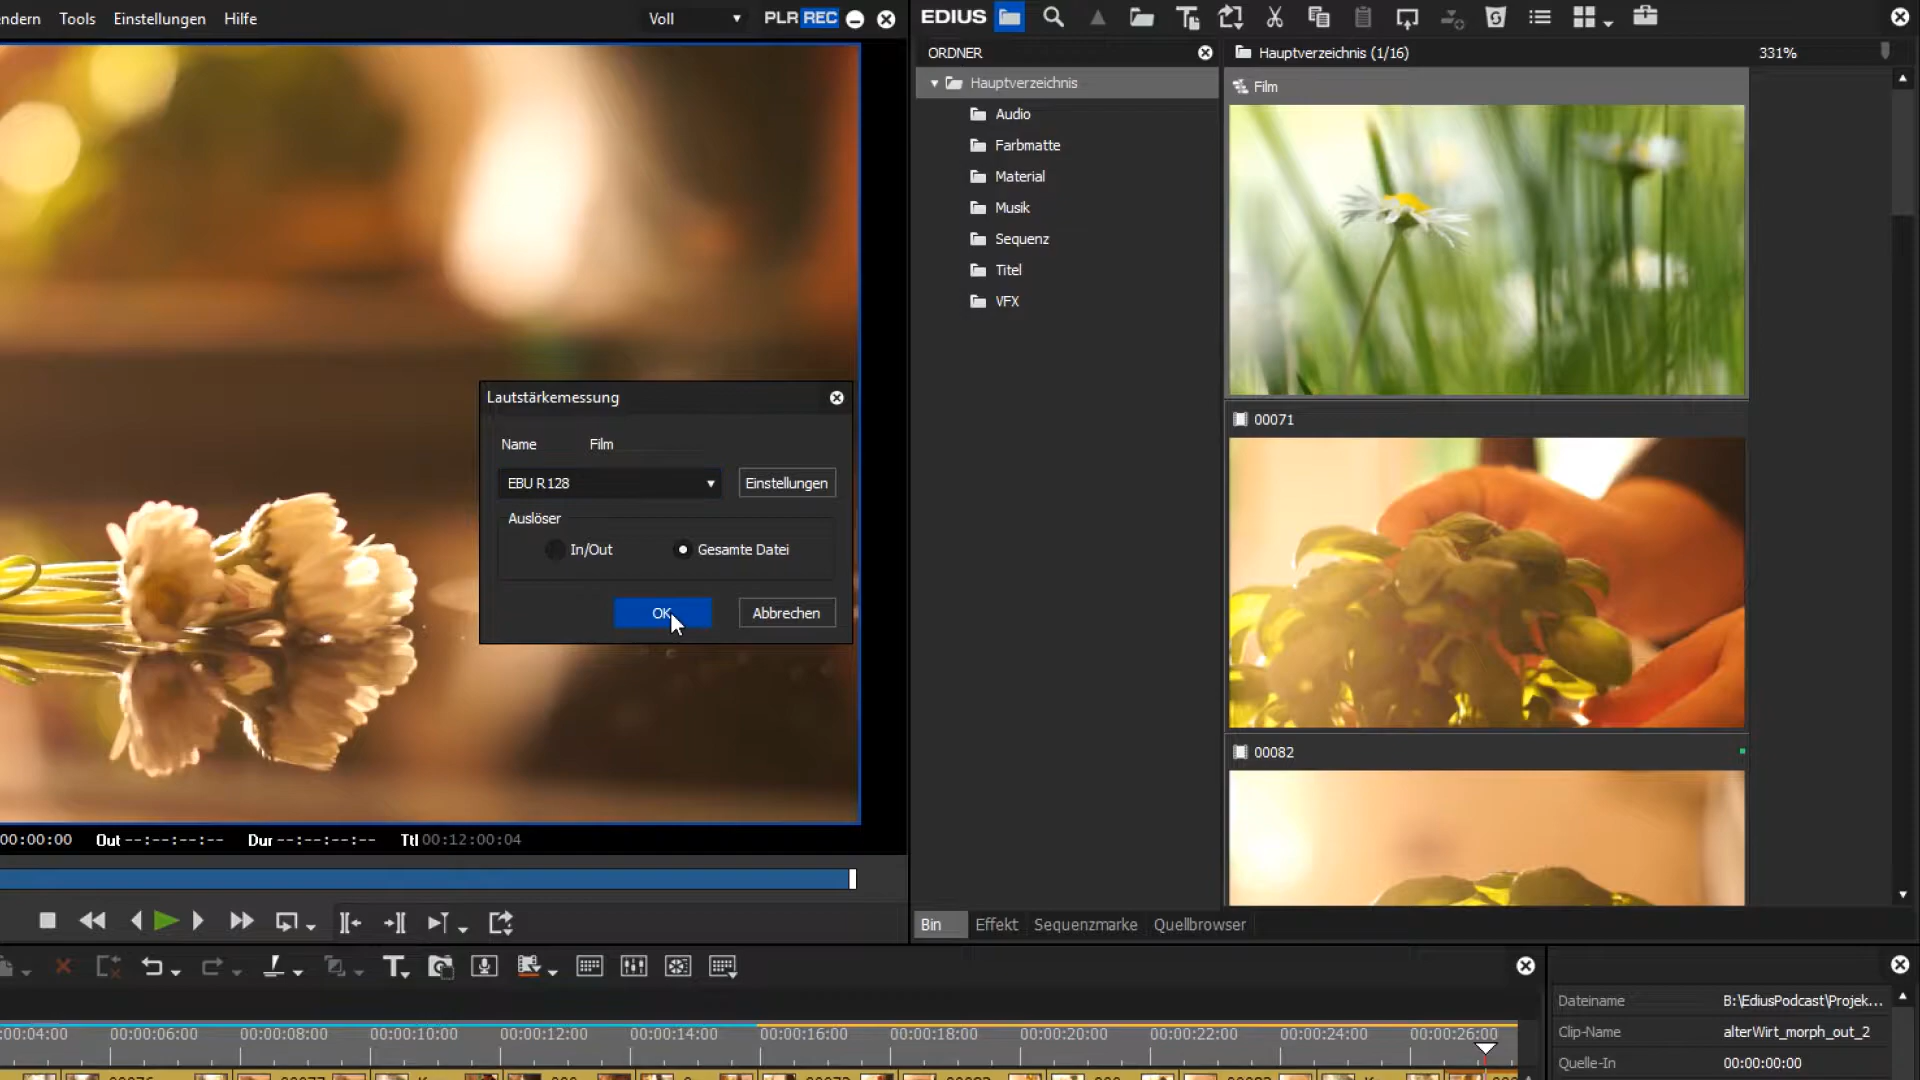 ndern Tools Einstellungen Hilfe
Voll
PLR REC
EDIUS
ORDNER
Hauptverzeichnis (1/16)
331%
Hauptverzeichnis
Audio
Farbmatte
Material
Musik
Sequenz
Titel
VFX
Film
00071
00082
Lautstärkemessung
Name Film
EBU R128
Einstellungen
Auslöser
In/Out
Gesamte Datei
OK
Abbrechen
00:00:00 Out --:--:--:-- Dur --:--:--:-- Ttl 00:12:00:04
Bin Effekt Sequenzmarke Quellbrowser
:00:04:00 00:00:06:00 00:00:08:00 00:00:10:00 00:00:12:00 00:00:14:00 00:00:16:00 00:00:18:00 00:00:20:00 00:00:22:00 00:00:24:00 00:00:26:00
Dateiname B:\EdiusPodcast\Projek...
Clip-Name alterWirt_morph_out_2
Quelle-In 00:00:00:00